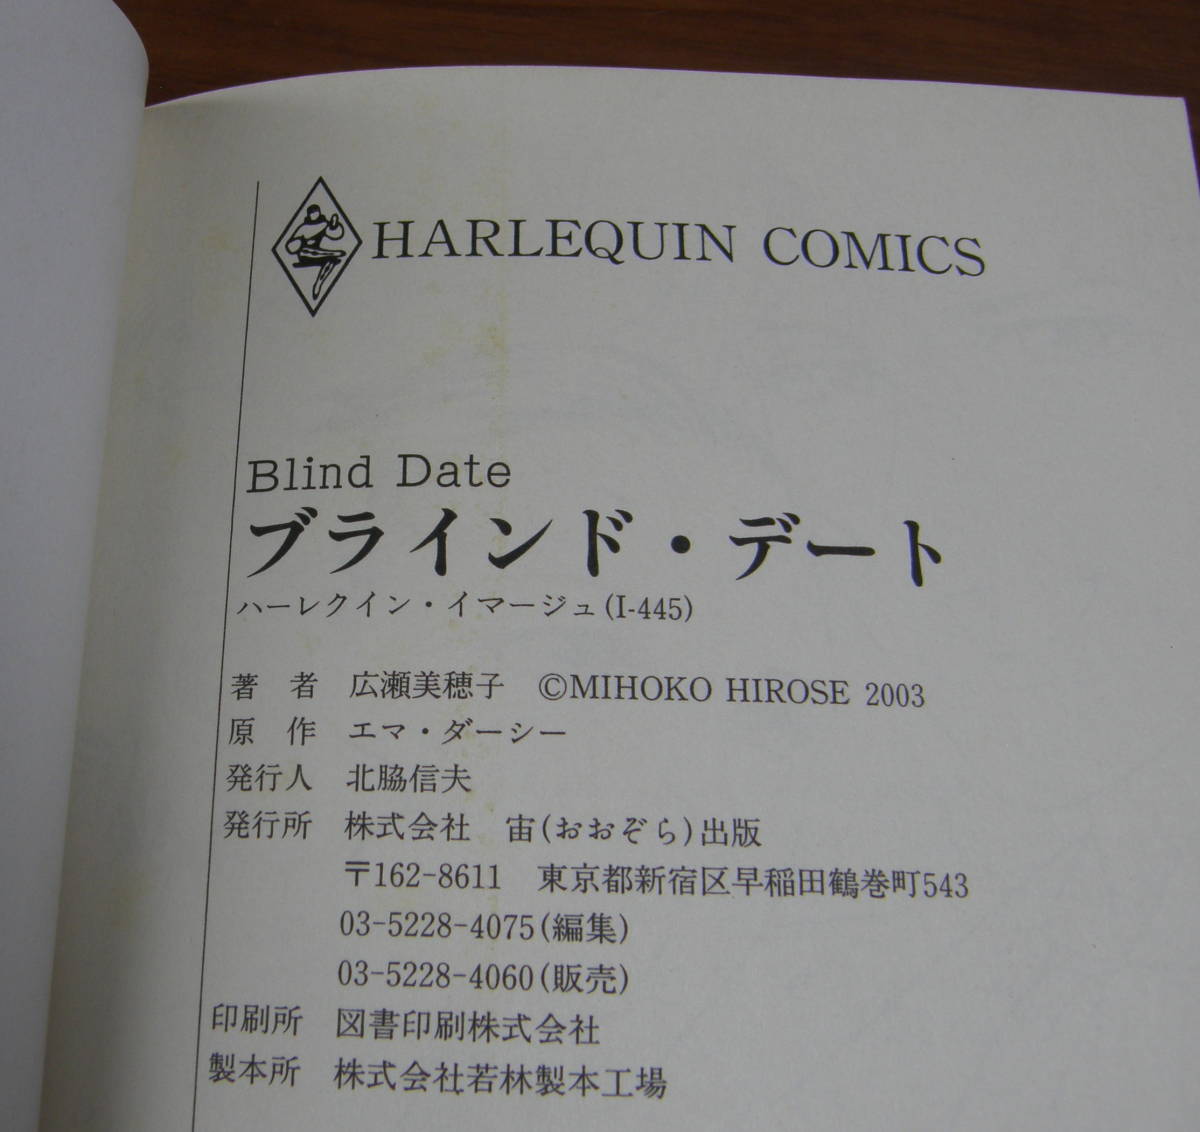 HARLEQUIN COMICS
Blind Date
ブラインド・デート
ハーレクイン・イマージュ(I-445)
著　者　広瀬美穂子　©MIHOKO HIROSE 2003
原　作　エマ・ダーシー
発行人　北脇信夫
発行所　株式会社　宙(おおぞら)出版
〒162-8611　東京都新宿区早稲田鶴巻町543
03-5228-4075(編集)
03-5228-4060(販売)
印刷所　図書印刷株式会社
製本所　株式会社若林製本工場